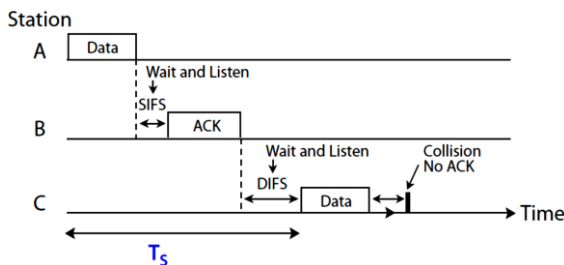 Station
A
Data
Wait and Listen
SIFS
B
ACK
Wait and Listen
Collision
No ACK
DIFS
C
Data
Time
Ts